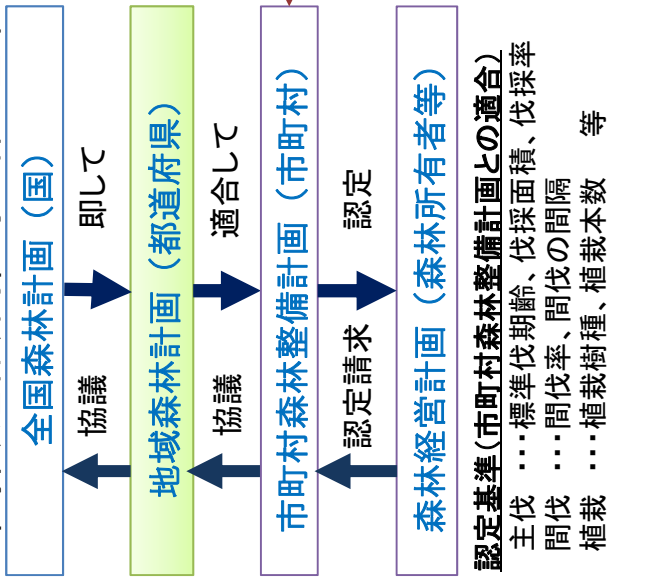 全国森林計画（国）
協議
即して
地域森林計画（都道府県）
協議
適合して
市町村森林整備計画（市町村）
認定請求
認定
森林経営計画（森林所有者等）
認定基準（市町村森林整備計画との適合）
主伐　･･･標準伐期齢、伐採面積、伐採率
間伐　･･･間伐率、間伐の間隔
植栽　･･･植栽樹種、植栽本数　等